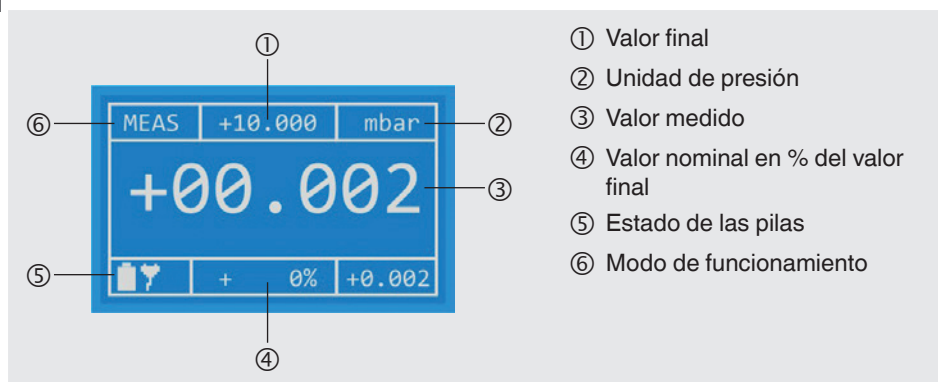 ①
① Valor final
② Unidad de presión
③ Valor medido
④ Valor nominal en % del valor
final
⑤ Estado de las pilas
⑥ Modo de funcionamiento
⑥ MEAS +10.000 mbar ②
+00.002 ③
⑤ + 0% +0.002
④